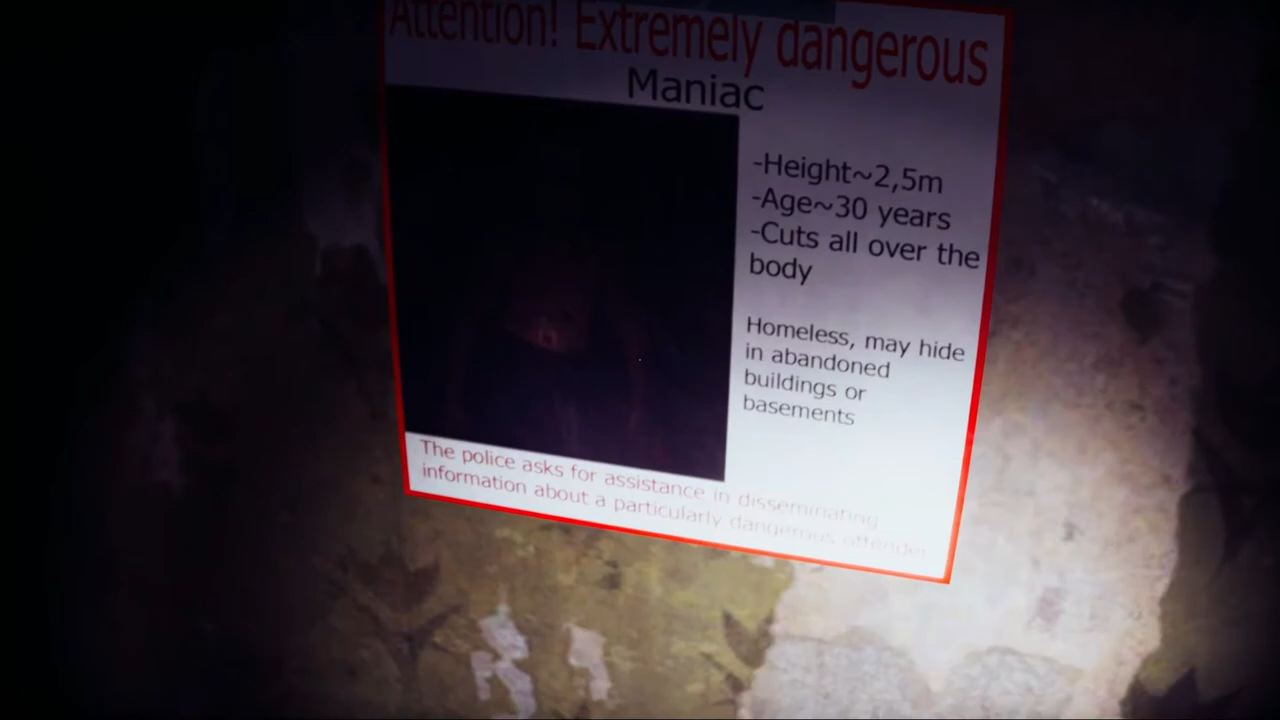 Attention! Extremely dangerous
Maniac
-Height~2,5m
-Age~30 years
-Cuts all over the
body
Homeless, may hide
in abandoned
buildings or
basements
The police asks for assistance in disseminating
information about a particularly dangerous offender